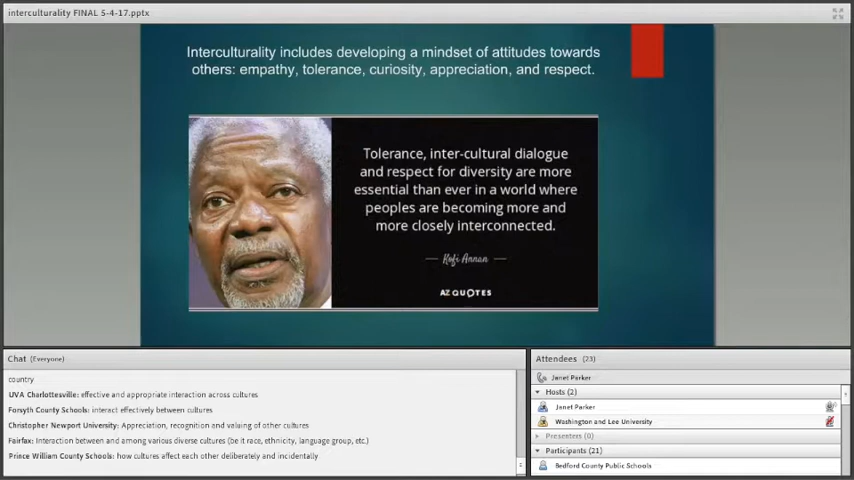 interculturality FINAL 5-4-17.pptx
Interculturality includes developing a mindset of attitudes towards
others: empathy, tolerance, curiosity, appreciation, and respect.
Tolerance, inter-cultural dialogue
and respect for diversity are more
essential than ever in a world where
peoples are becoming more and
more closely interconnected.
— Kofi Annan —
AZ QUOTES
Chat (Everyone)
country
UVA Charlottesville: effective and appropriate interaction across cultures
Forsyth County Schools: interact effectively between cultures
Christopher Newport University: Appreciation, recognition and valuing of other cultures
Fairfax: Interaction between and among various diverse cultures (be it race, ethnicity, language group, etc.)
Prince William County Schools: how cultures affect each other deliberately and incidentally
Attendees (23)
Janet Parker
Hosts (2)
Janet Parker
Washington and Lee University
Presenters (0)
Participants (21)
Bedford County Public Schools